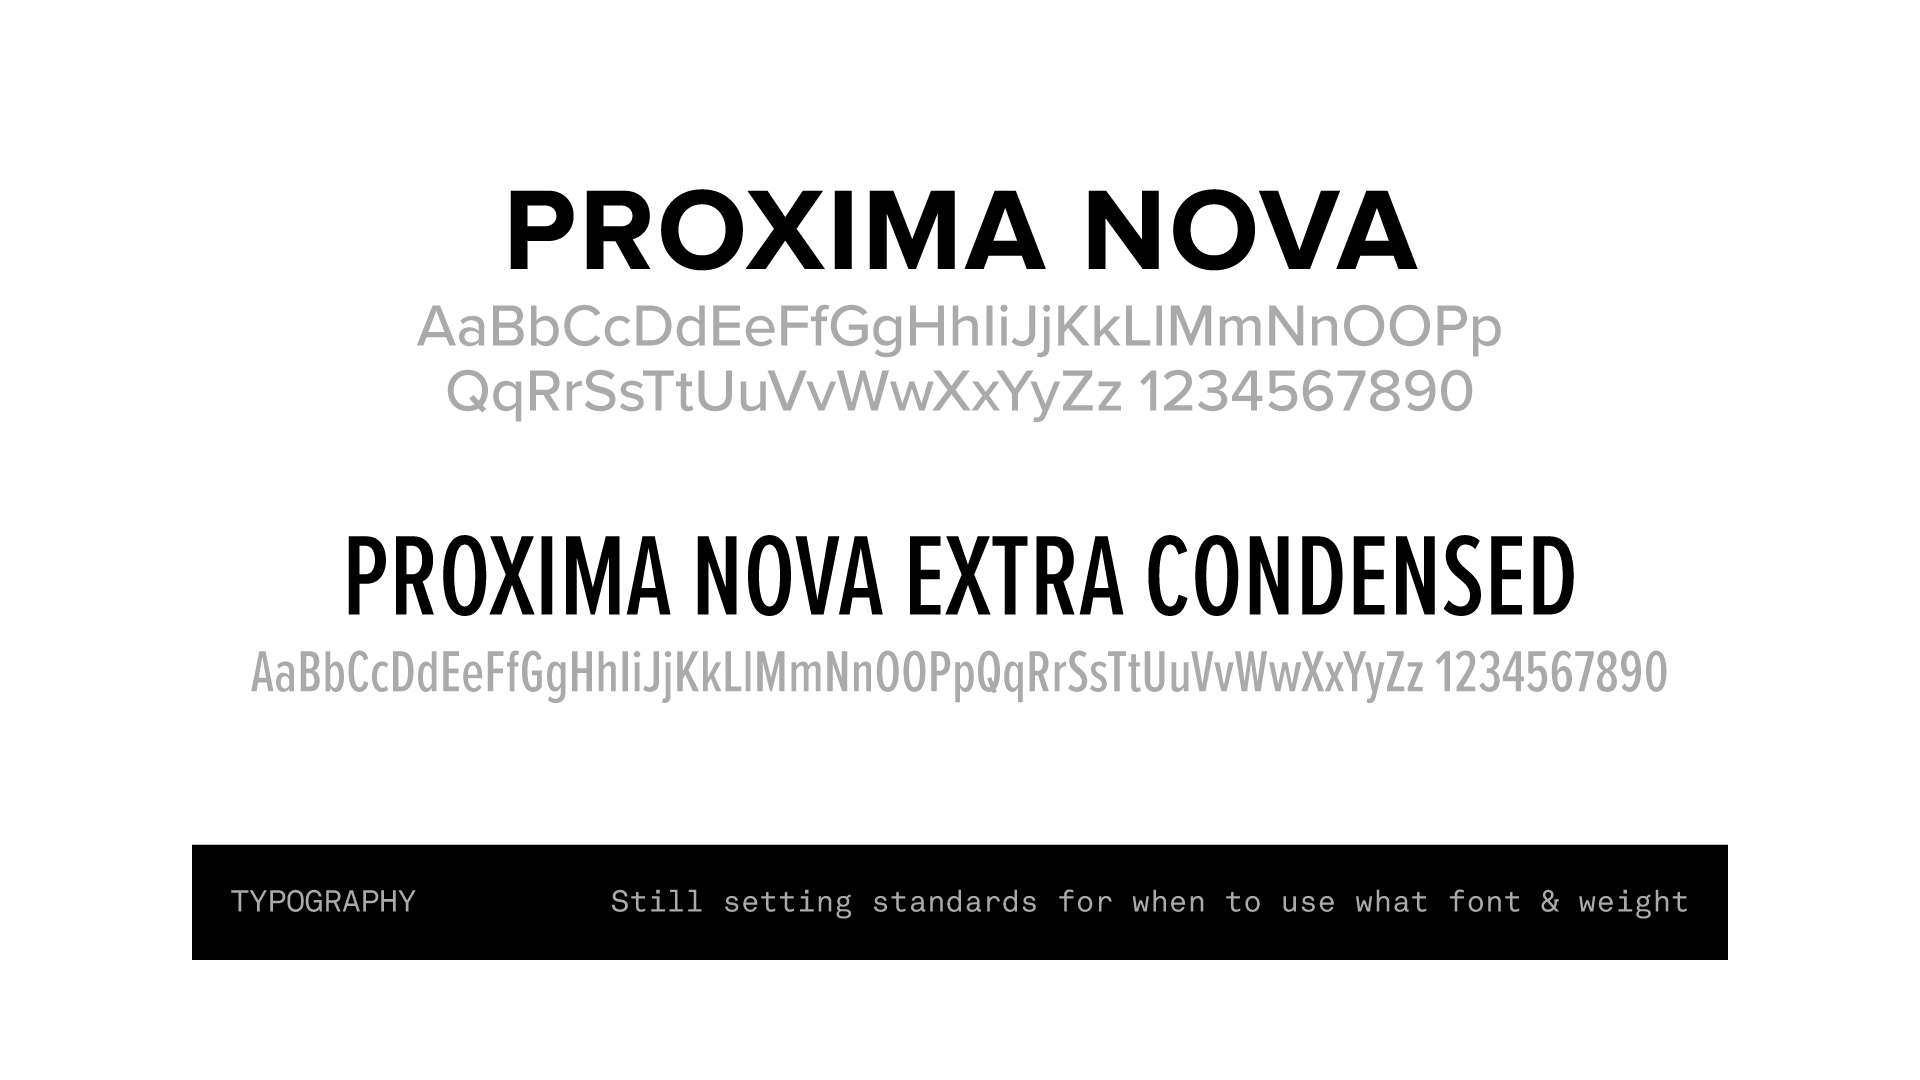 PROXIMA NOVA
AaBbCcDdEeFfGgHhIiJjKkLlMmNnOOPp
QqRrSsTtUuVvWwXxYyZz 1234567890
PROXIMA NOVA EXTRA CONDENSED
AaBbCcDdEeFfGgHhIiJjKkLlMmNnOOPpQqRrSsTtUuVvWwXxYyZz 1234567890
TYPOGRAPHY Still setting standards for when to use what font & weight